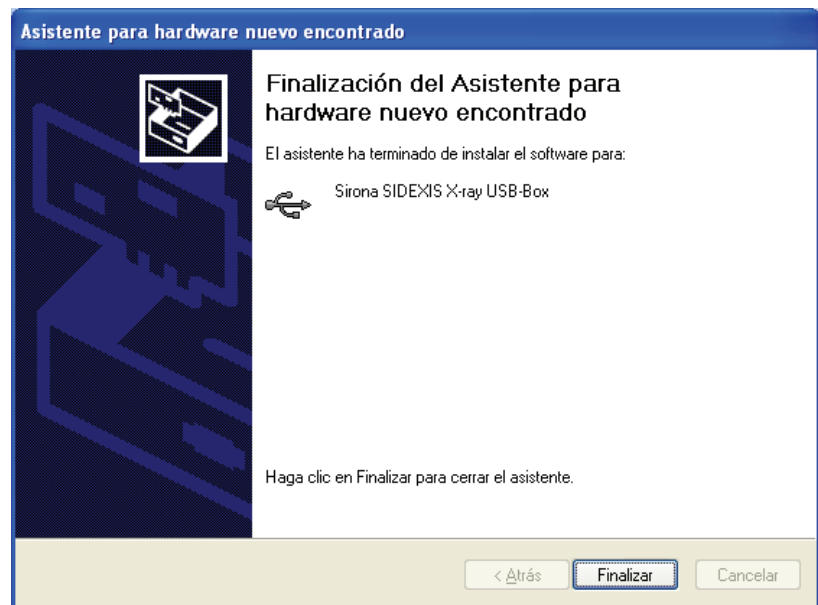 Asistente para hardware nuevo encontrado
Finalización del Asistente para
hardware nuevo encontrado
El asistente ha terminado de instalar el software para:
Sirona SIDEXIS X-ray USB-Box
Haga clic en Finalizar para cerrar el asistente.
< Atrás Finalizar Cancelar